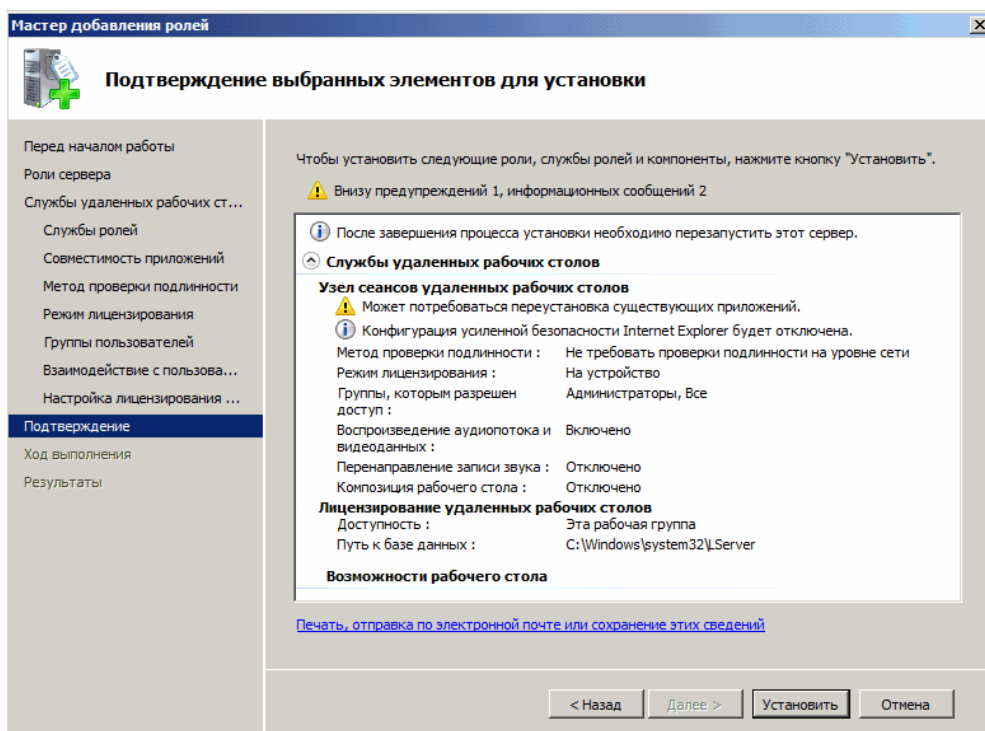 Мастер добавления ролей
Подтверждение выбранных элементов для установки
Перед началом работы
Роли сервера
Службы удаленных рабочих ст...
Службы ролей
Совместимость приложений
Метод проверки подлинности
Режим лицензирования
Группы пользователей
Взаимодействие с пользова...
Настройка лицензирования ...
Подтверждение
Ход выполнения
Результаты
Чтобы установить следующие роли, службы ролей и компоненты, нажмите кнопку "Установить".
Внизу предупреждений 1, информационных сообщений 2
После завершения процесса установки необходимо перезапустить этот сервер.
Службы удаленных рабочих столов
Узел сеансов удаленных рабочих столов
Может потребоваться переустановка существующих приложений.
Конфигурация усиленной безопасности Internet Explorer будет отключена.
Метод проверки подлинности : Не требовать проверки подлинности на уровне сети
Режим лицензирования : На устройство
Группы, которым разрешен Администраторы, Все
доступ :
Воспроизведение аудиопотока и Включено
видеоданных :
Перенаправление записи звука : Отключено
Композиция рабочего стола : Отключено
Лицензирование удаленных рабочих столов
Доступность : Эта рабочая группа
Путь к базе данных : C:\Windows\system32\LServer
Возможности рабочего стола
Печать, отправка по электронной почте или сохранение этих сведений
< Назад Далее > Установить Отмена